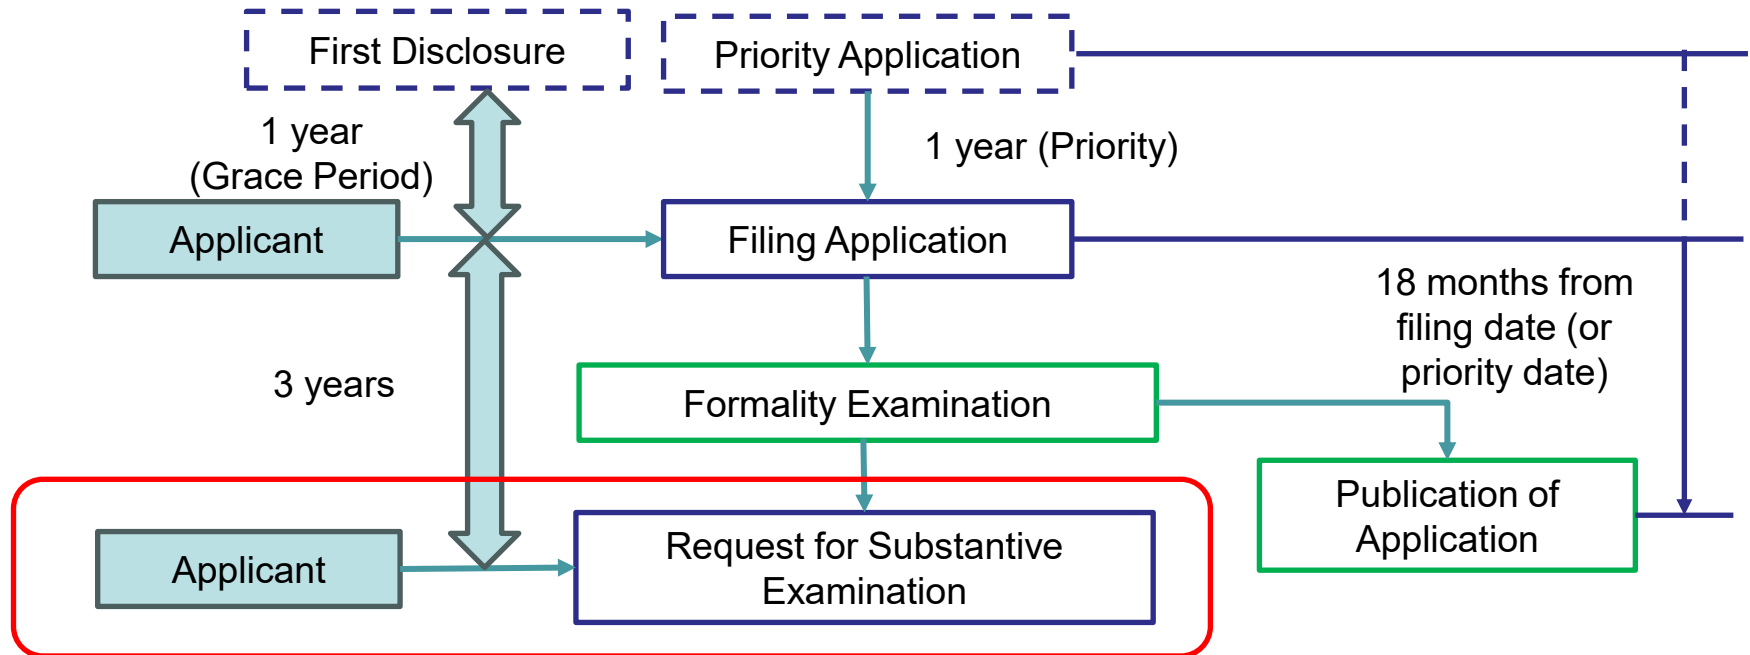 First Disclosure
Priority Application
1 year
(Grace Period)
1 year (Priority)
Applicant
Filing Application
18 months from
filing date (or
priority date)
3 years
Formality Examination
Publication of
Application
Applicant
Request for Substantive
Examination